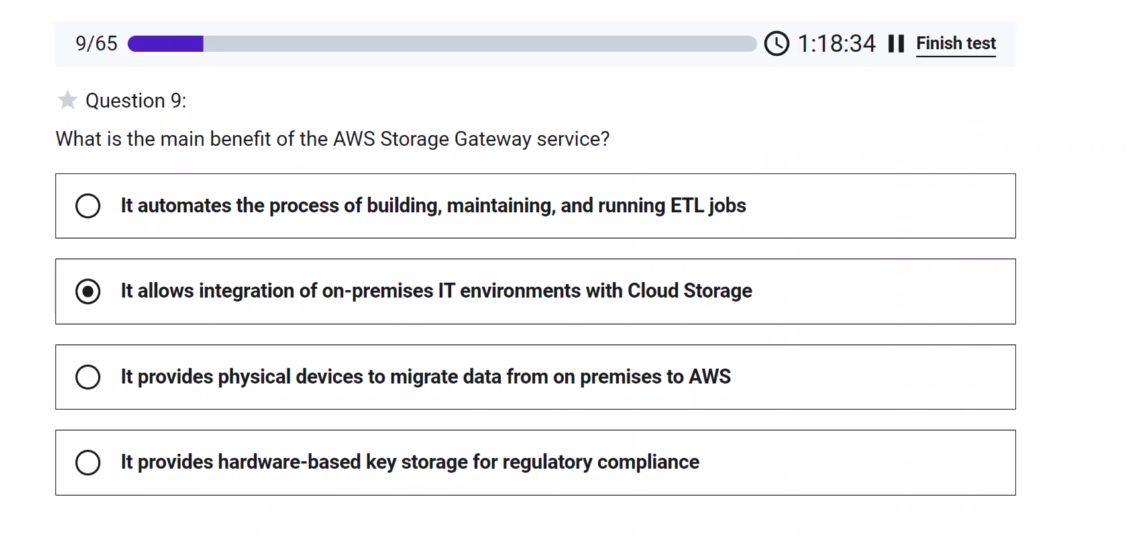 9/65 1:18:34 Finish test
Question 9:
What is the main benefit of the AWS Storage Gateway service?
It automates the process of building, maintaining, and running ETL jobs
It allows integration of on-premises IT environments with Cloud Storage
It provides physical devices to migrate data from on premises to AWS
It provides hardware-based key storage for regulatory compliance